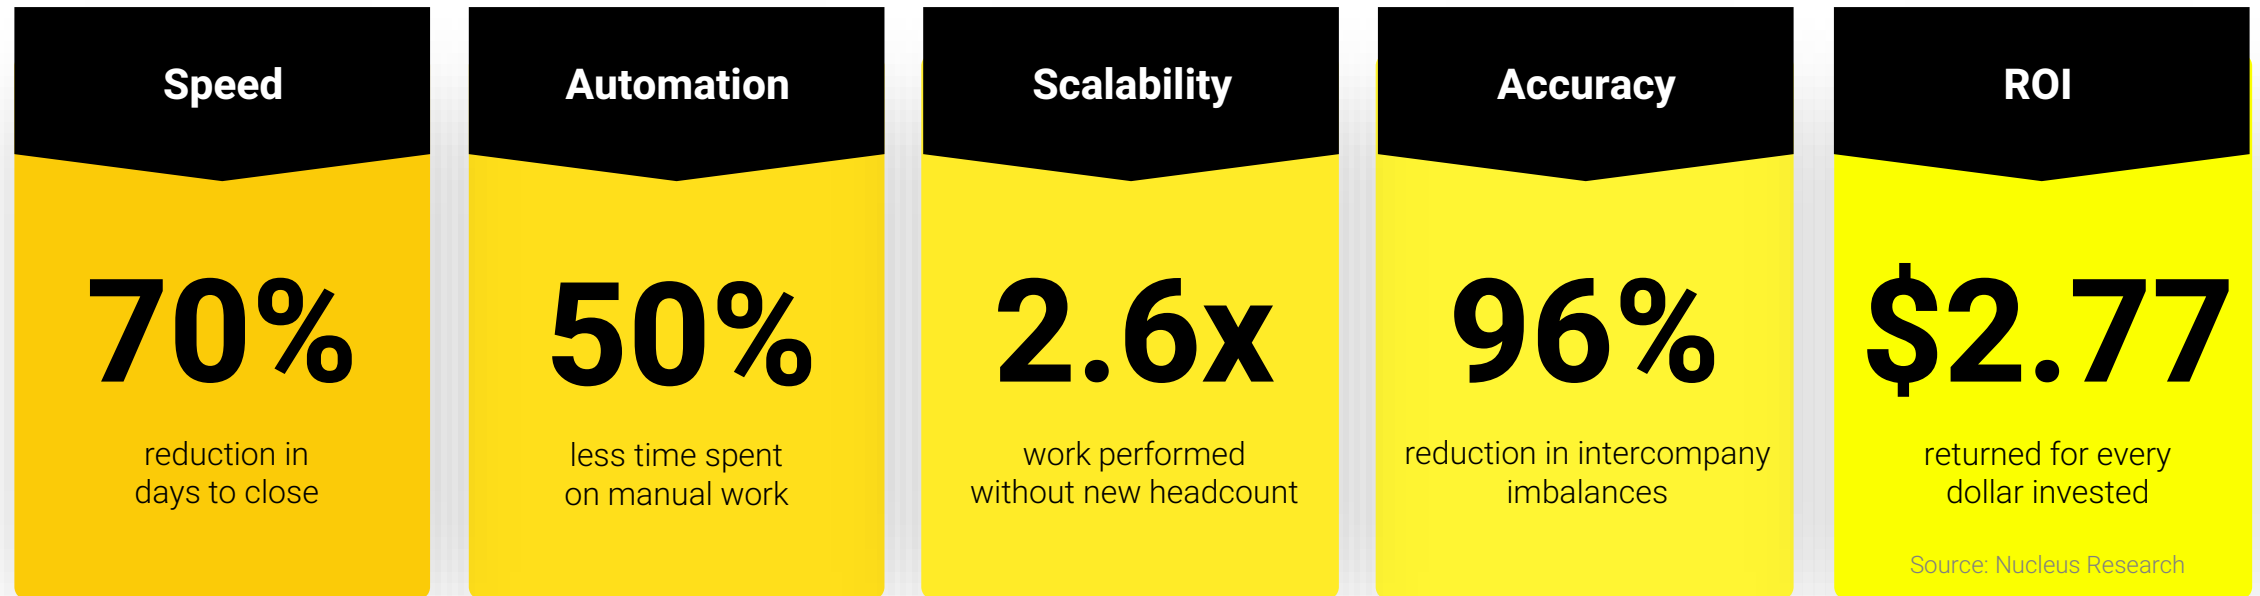 Speed
70%
reduction in
days to close
Automation
50%
less time spent
on manual work
Scalability
2.6x
work performed
without new headcount
Accuracy
96%
reduction in intercompany
imbalances
ROI
$2.77
returned for every
dollar invested
Source: Nucleus Research